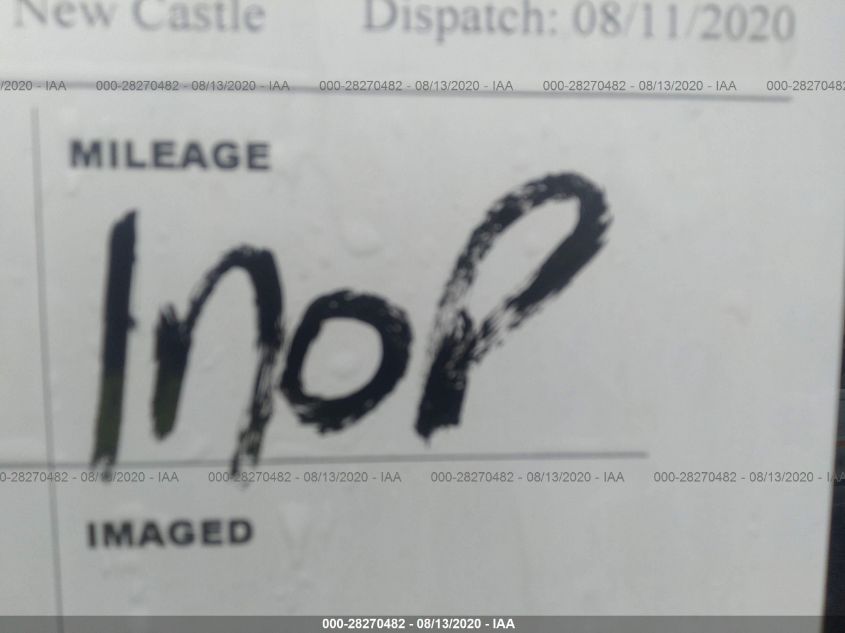 New Castle Dispatch: 08/11/2020
/2020 - IAA 000-28270482 - 08/13/2020 - IAA 000-28270482 - 08/13/2020 - IAA 000-28270482 - 08/13/2020 - IAA 000-28270482
MILEAGE
InoP
0-28270482 - 08/13/2020 - IAA 000-28270482 - 08/13/2020 - IAA 000-28270482 - 08/13/2020 - IAA 000-28270482 - 08/13/2020 - IAA
IMAGED
000-28270482 - 08/13/2020 - IAA